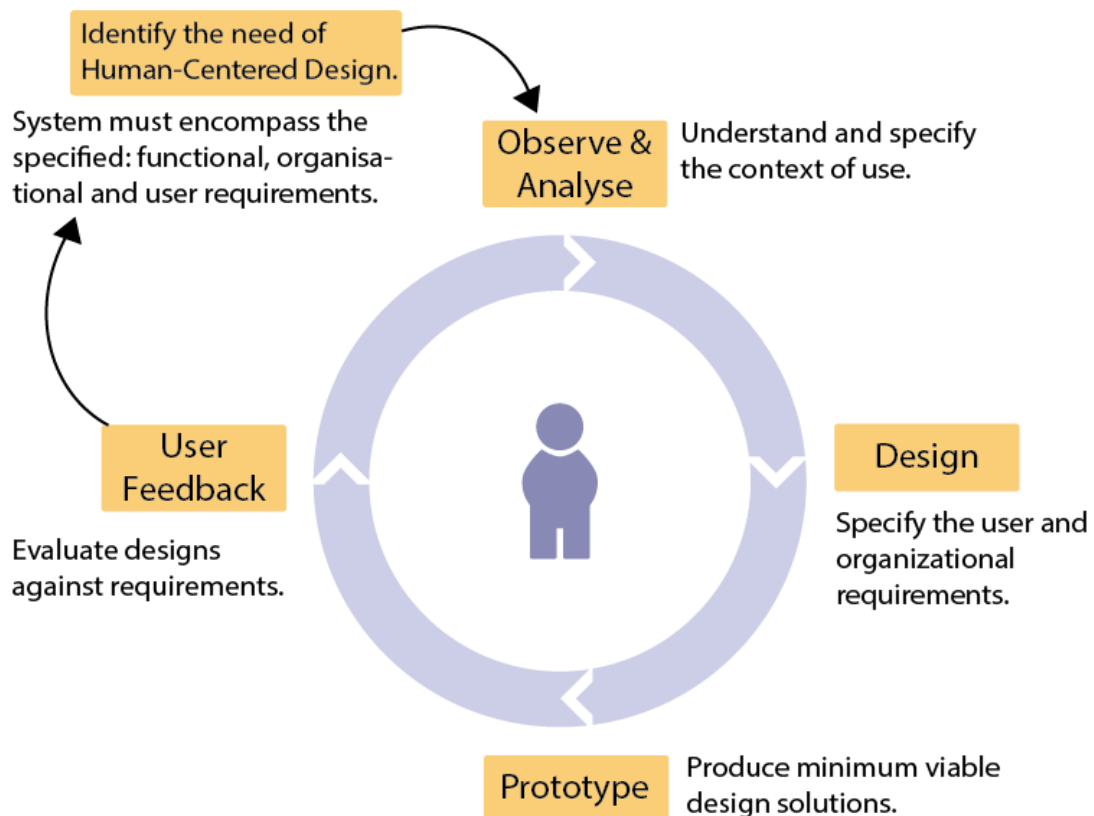 Identify the need of
Human-Centered Design.
System must encompass the
specified: functional, organisa-
tional and user requirements.
Observe &
Analyse
Understand and specify
the context of use.
Design
Specify the user and
organizational
requirements.
Prototype
Produce minimum viable
design solutions.
User
Feedback
Evaluate designs
against requirements.